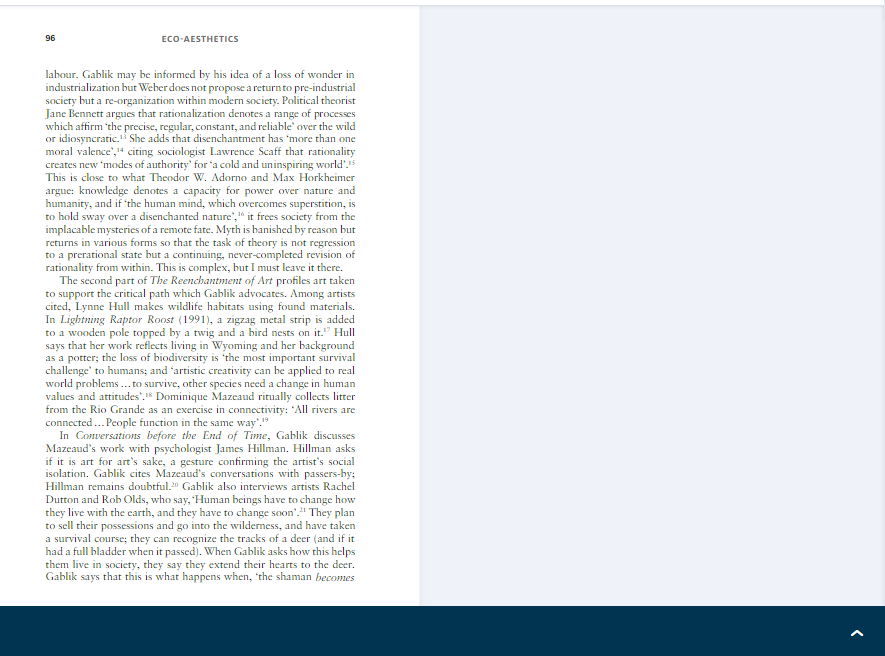 96
ECO-AESTHETICS
labour. Gablik may be informed by his idea of a loss of wonder in
industrialization but Weber does not propose a return to pre-industrial
society but a re-organization within modern society. Political theorist
Jane Bennett argues that rationalization denotes a range of processes
which affirm ‘the precise, regular, constant, and reliable’ over the wild
or idiosyncratic.¹³ She adds that disenchantment has ‘more than one
moral valence’,¹⁴ citing sociologist Lawrence Scaff that rationality
creates new ‘modes of authority’ for ‘a cold and uninspiring world’.¹⁵
This is close to what Theodor W. Adorno and Max Horkheimer
argue: knowledge denotes a capacity for power over nature and
humanity, and if ‘the human mind, which overcomes superstition, is
to hold sway over a disenchanted nature’,¹⁶ it frees society from the
implacable mysteries of a remote fate. Myth is banished by reason but
returns in various forms so that the task of theory is not regression
to a prerational state but a continuing, never-completed revision of
rationality from within. This is complex, but I must leave it there.
The second part of The Reenchantment of Art profiles art taken
to support the critical path which Gablik advocates. Among artists
cited, Lynne Hull makes wildlife habitats using found materials.
In Lightning Raptor Roost (1991), a zigzag metal strip is added
to a wooden pole topped by a twig and a bird nests on it.¹⁷ Hull
says that her work reflects living in Wyoming and her background
as a potter; the loss of biodiversity is ‘the most important survival
challenge’ to humans; and ‘artistic creativity can be applied to real
world problems ... to survive, other species need a change in human
values and attitudes’.¹⁸ Dominique Mazeaud ritually collects litter
from the Rio Grande as an exercise in connectivity: ‘All rivers are
connected ... People function in the same way’.¹⁹
In Conversations before the End of Time, Gablik discusses
Mazeaud’s work with psychologist James Hillman. Hillman asks
if it is art for art’s sake, a gesture confirming the artist’s social
isolation. Gablik cites Mazeaud’s conversations with passers-by;
Hillman remains doubtful.²⁰ Gablik also interviews artists Rachel
Dutton and Rob Olds, who say, ‘Human beings have to change how
they live with the earth, and they have to change soon’.²¹ They plan
to sell their possessions and go into the wilderness, and have taken
a survival course; they can recognize the tracks of a deer (and if it
had a full bladder when it passed). When Gablik asks how this helps
them live in society, they say they extend their hearts to the deer.
Gablik says that this is what happens when, ‘the shaman becomes